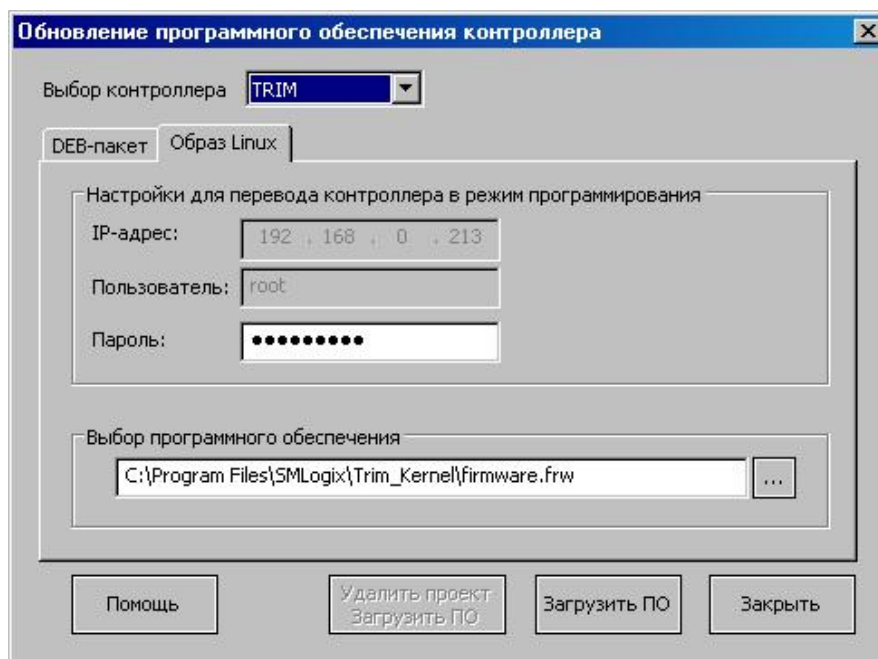 Обновление программного обеспечения контроллера
Выбор контроллера TRIM
DEB-пакет Образ Linux
Настройки для перевода контроллера в режим программирования
IP-адрес: 192 . 168 . 0 . 213
Пользователь: root
Пароль: ●●●●●●●●●
Выбор программного обеспечения
C:\Program Files\SMLogix\Trim_Kernel\firmware.frw ...
Помощь
Удалить проект
Загрузить ПО
Загрузить ПО
Закрыть